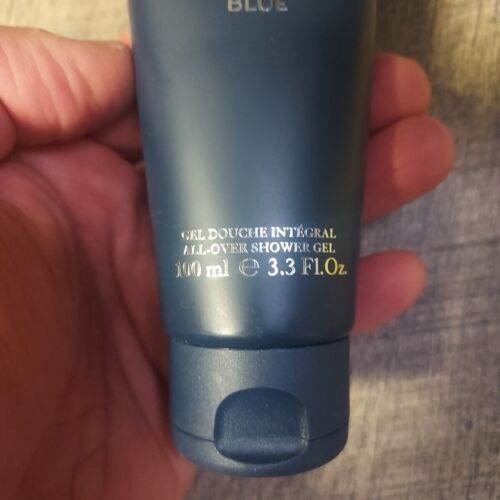 BLUE
GEL DOUCHE INTÉGRAL
ALL-OVER SHOWER GEL
100 ml ℮ 3.3 Fl.Oz.